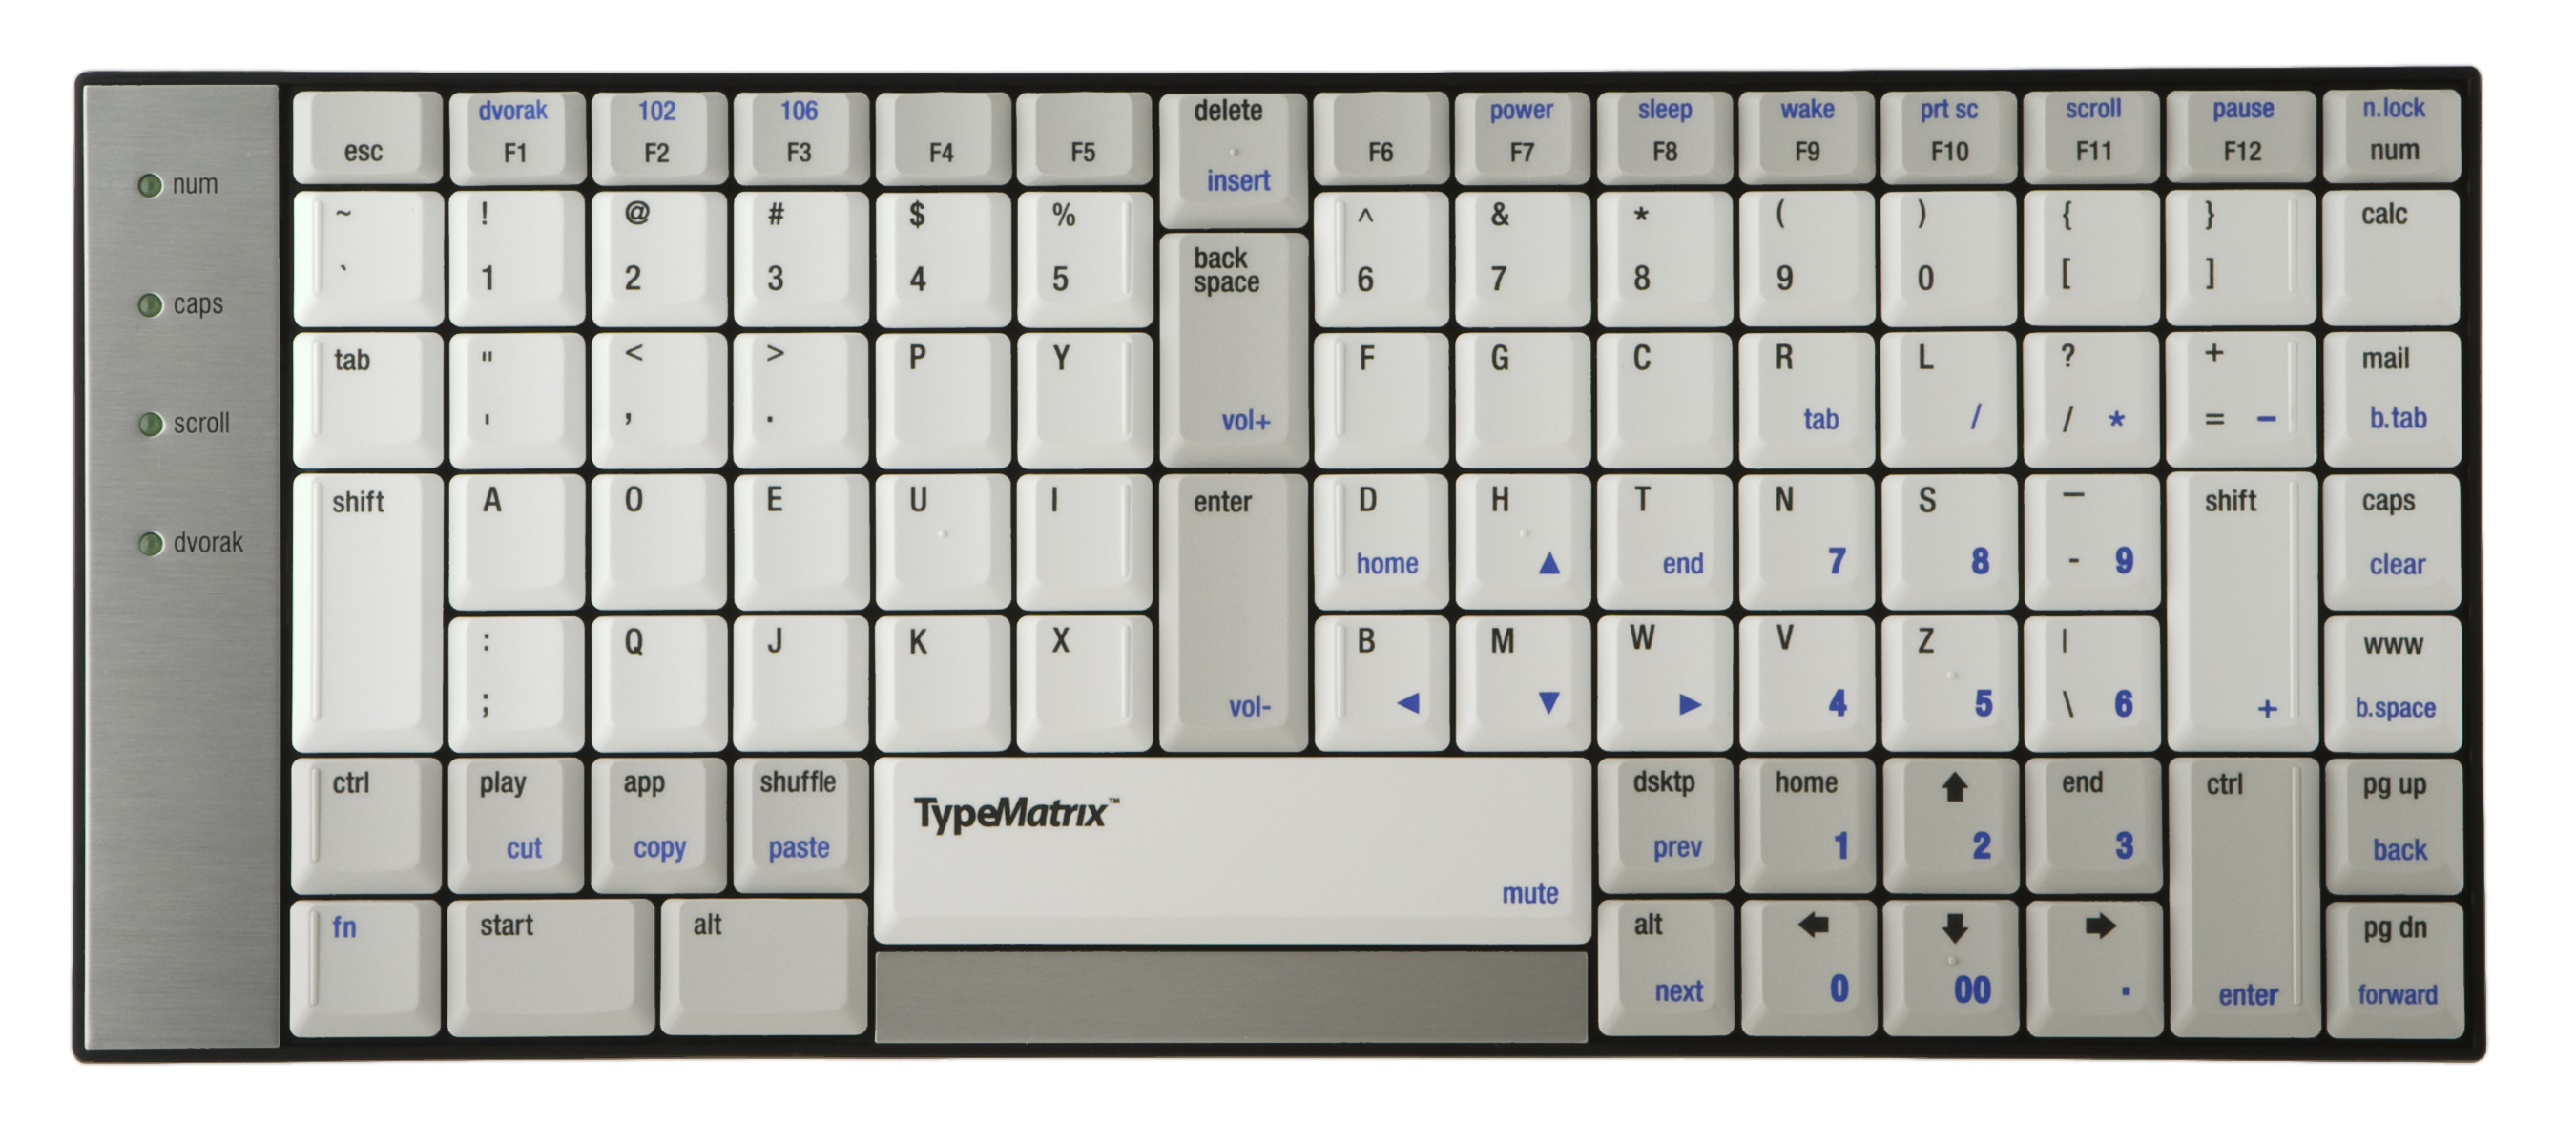 num
caps
scroll
dvorak
esc
dvorak
F1
102
F2
106
F3
F4
F5
delete
insert
F6
power
F7
sleep
F8
wake
F9
prt sc
F10
scroll
F11
pause
F12
n.lock
num
~
`
!
1
@
2
#
3
$
4
%
5
back
space
vol+
^
6
&
7
*
8
(
9
)
0
{
[
}
]
calc
tab
"
'
<
,
>
.
P
Y
F
G
C
R
tab
L
/
?
/ *
+
= −
mail
b.tab
shift
A
O
E
U
I
enter
vol-
D
home
H
▲
T
end
N
7
S
8
—
- 9
shift
+
caps
clear
:
;
Q
J
K
X
B
◀
M
▼
W
▶
V
4
Z
5
|
\ 6
www
b.space
ctrl
play
cut
app
copy
shuffle
paste
TypeMatrix™
mute
dsktp
prev
home
1
⬆
2
end
3
ctrl
enter
pg up
back
fn
start
alt
alt
next
⬅
0
⬇
00
➡
.
pg dn
forward